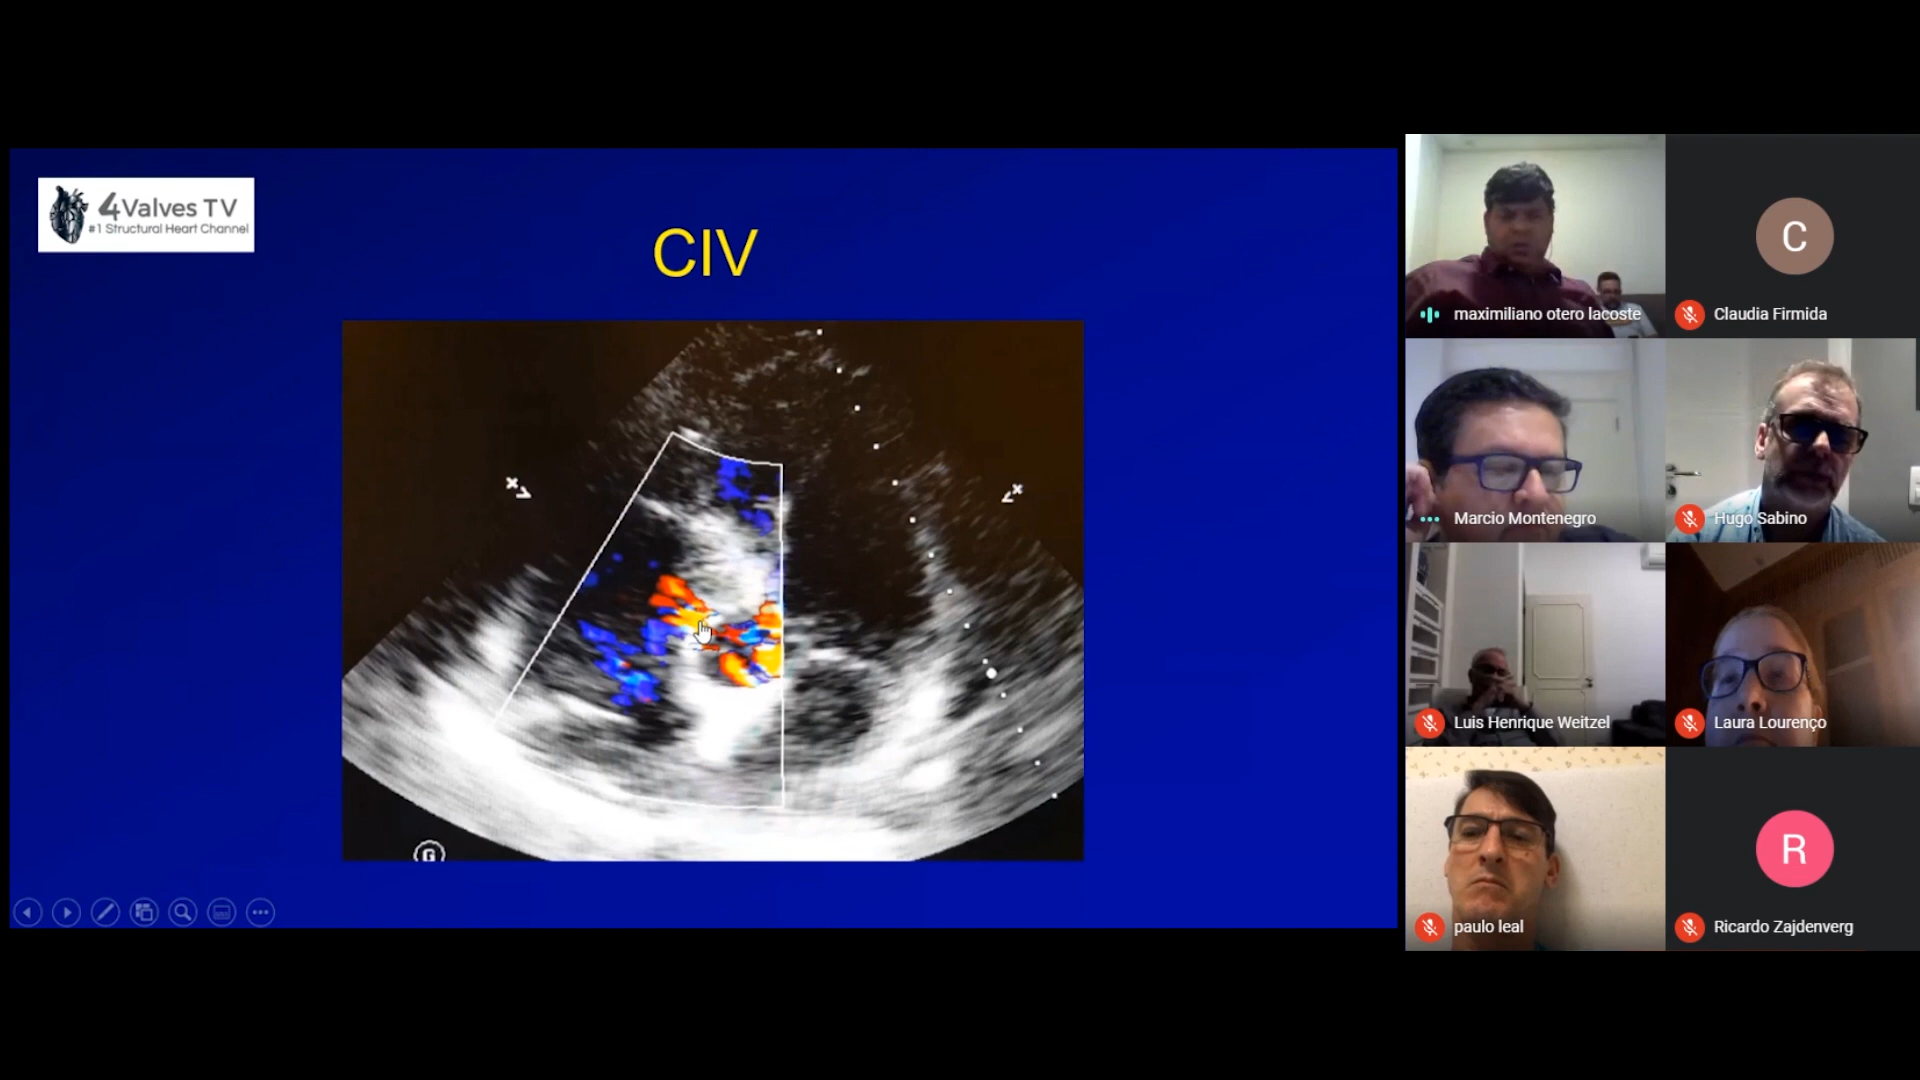 4Valves TV
#1 Structural Heart Channel
CIV
G
maximiliano otero lacoste
C
Claudia Firmida
Marcio Montenegro
Hugo Sabino
Luis Henrique Weitzel
Laura Lourenço
paulo leal
R
Ricardo Zajdenverg